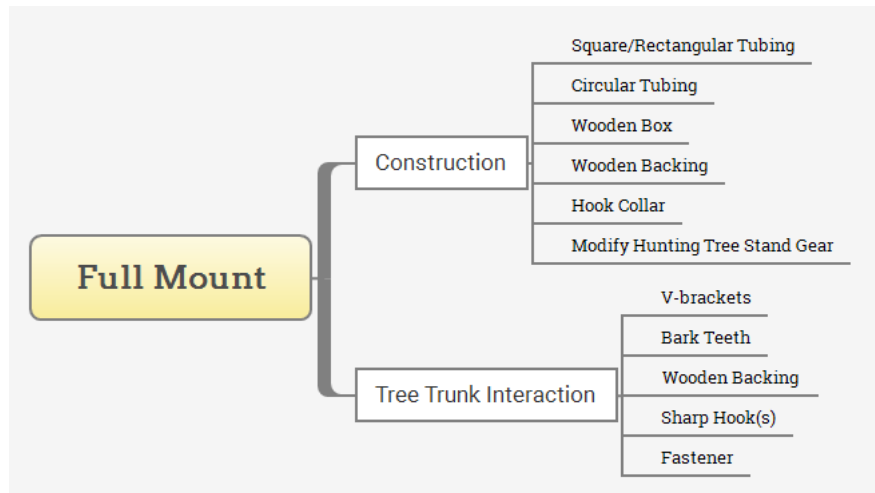 Full Mount
Construction
Square/Rectangular Tubing
Circular Tubing
Wooden Box
Wooden Backing
Hook Collar
Modify Hunting Tree Stand Gear
Tree Trunk Interaction
V-brackets
Bark Teeth
Wooden Backing
Sharp Hook(s)
Fastener